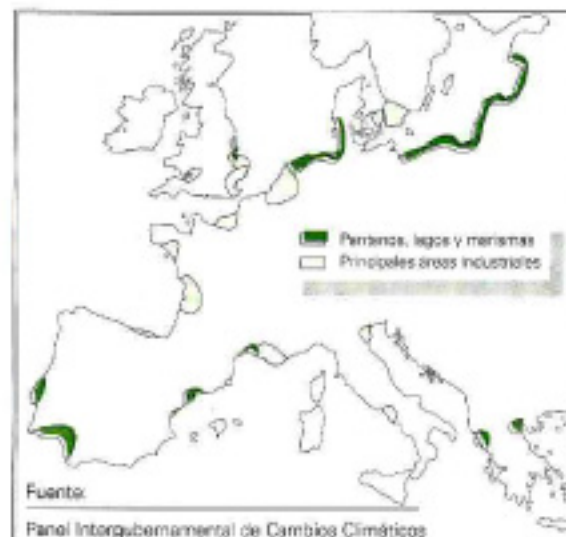 Pantanos, lagos y marismas
Principales áreas industriales
Fuente:
Panel Intergubernamental de Cambios Climáticos